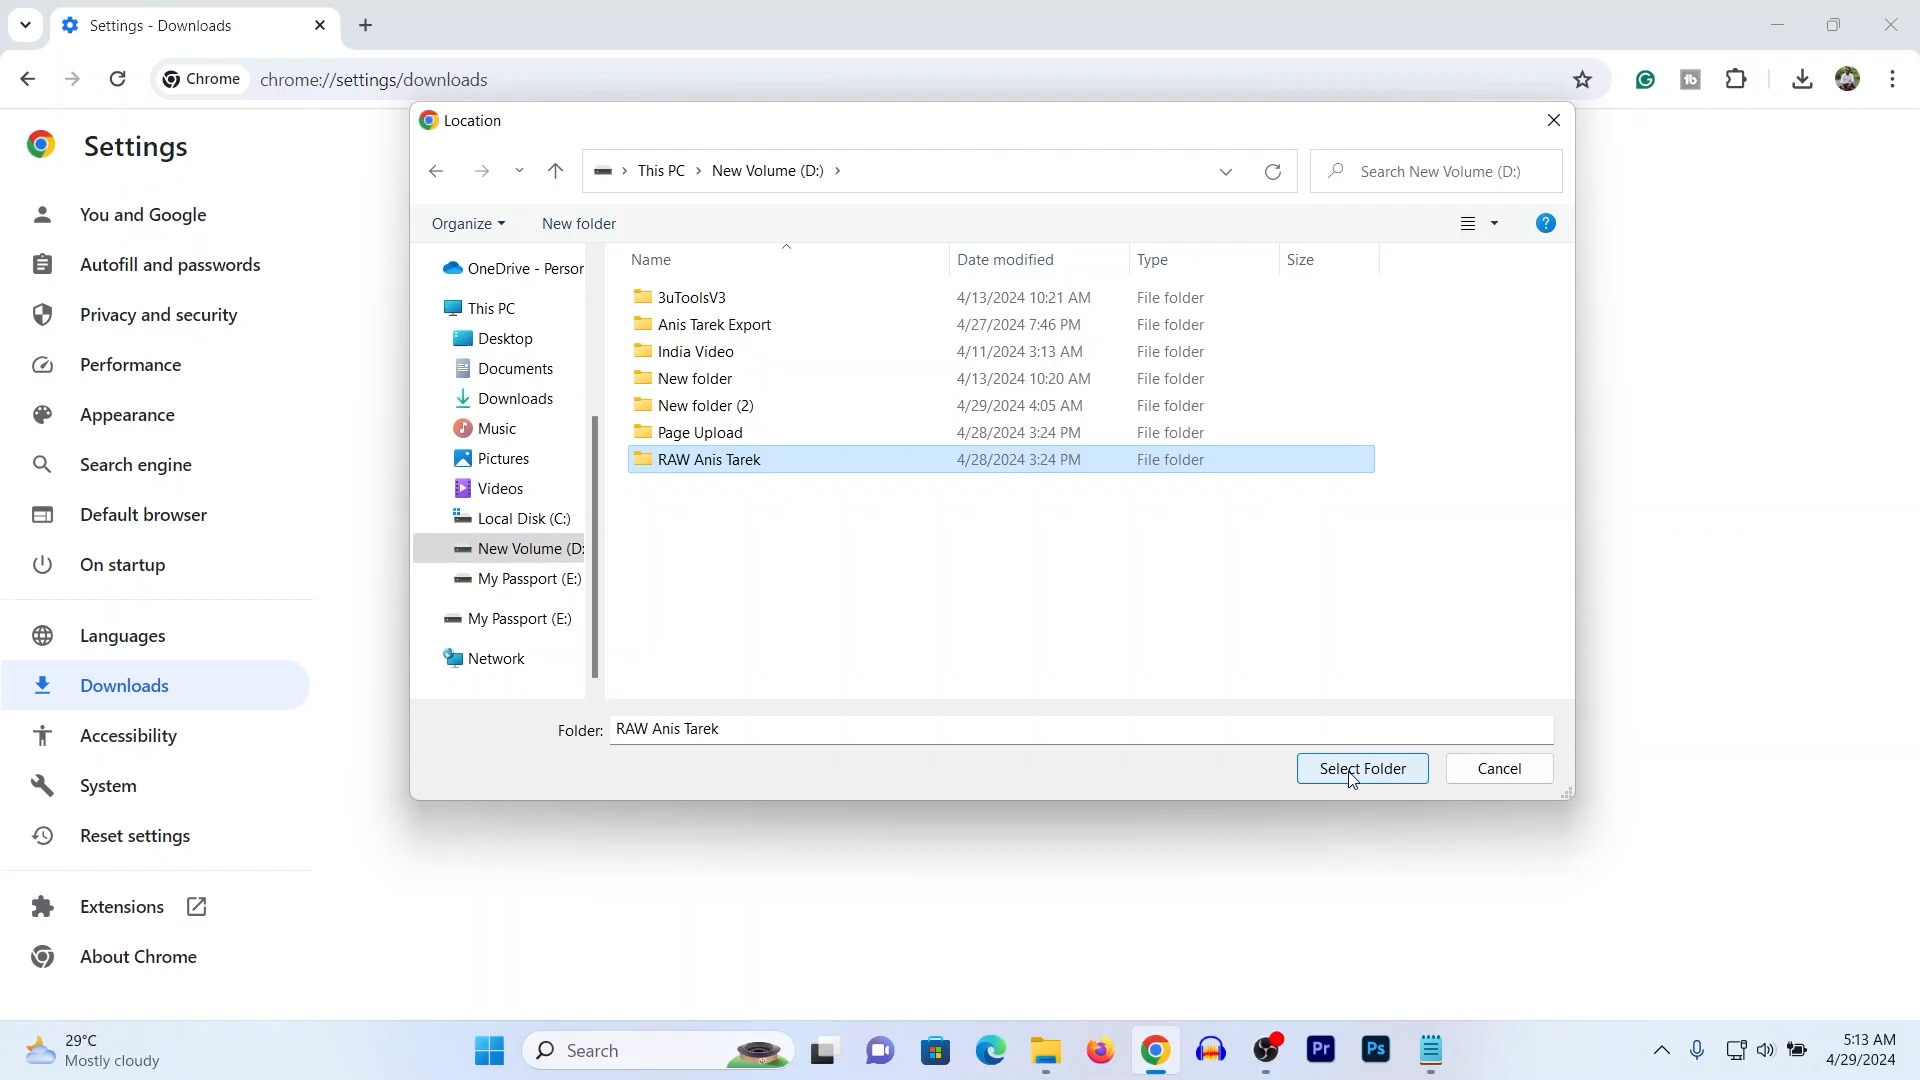 Settings - Downloads
Chrome
chrome://settings/downloads
Settings
You and Google
Autofill and passwords
Privacy and security
Performance
Appearance
Search engine
Default browser
On startup
Languages
Downloads
Accessibility
System
Reset settings
Extensions
About Chrome
Location
This PC
New Volume (D:)
Search New Volume (D:)
Organize
New folder
?
OneDrive - Person
This PC
Desktop
Documents
Downloads
Music
Pictures
Videos
Local Disk (C:)
New Volume (D:
My Passport (E:)
My Passport (E:)
Network
Name Date modified Type Size
3uToolsV3 4/13/2024 10:21 AM File folder
Anis Tarek Export 4/27/2024 7:46 PM File folder
India Video 4/11/2024 3:13 AM File folder
New folder 4/13/2024 10:20 AM File folder
New folder (2) 4/29/2024 4:05 AM File folder
Page Upload 4/28/2024 3:24 PM File folder
RAW Anis Tarek 4/28/2024 3:24 PM File folder
Folder: RAW Anis Tarek
Select Folder
Cancel
29°C
Mostly cloudy
Search
Pr
Ps
5:13 AM
4/29/2024